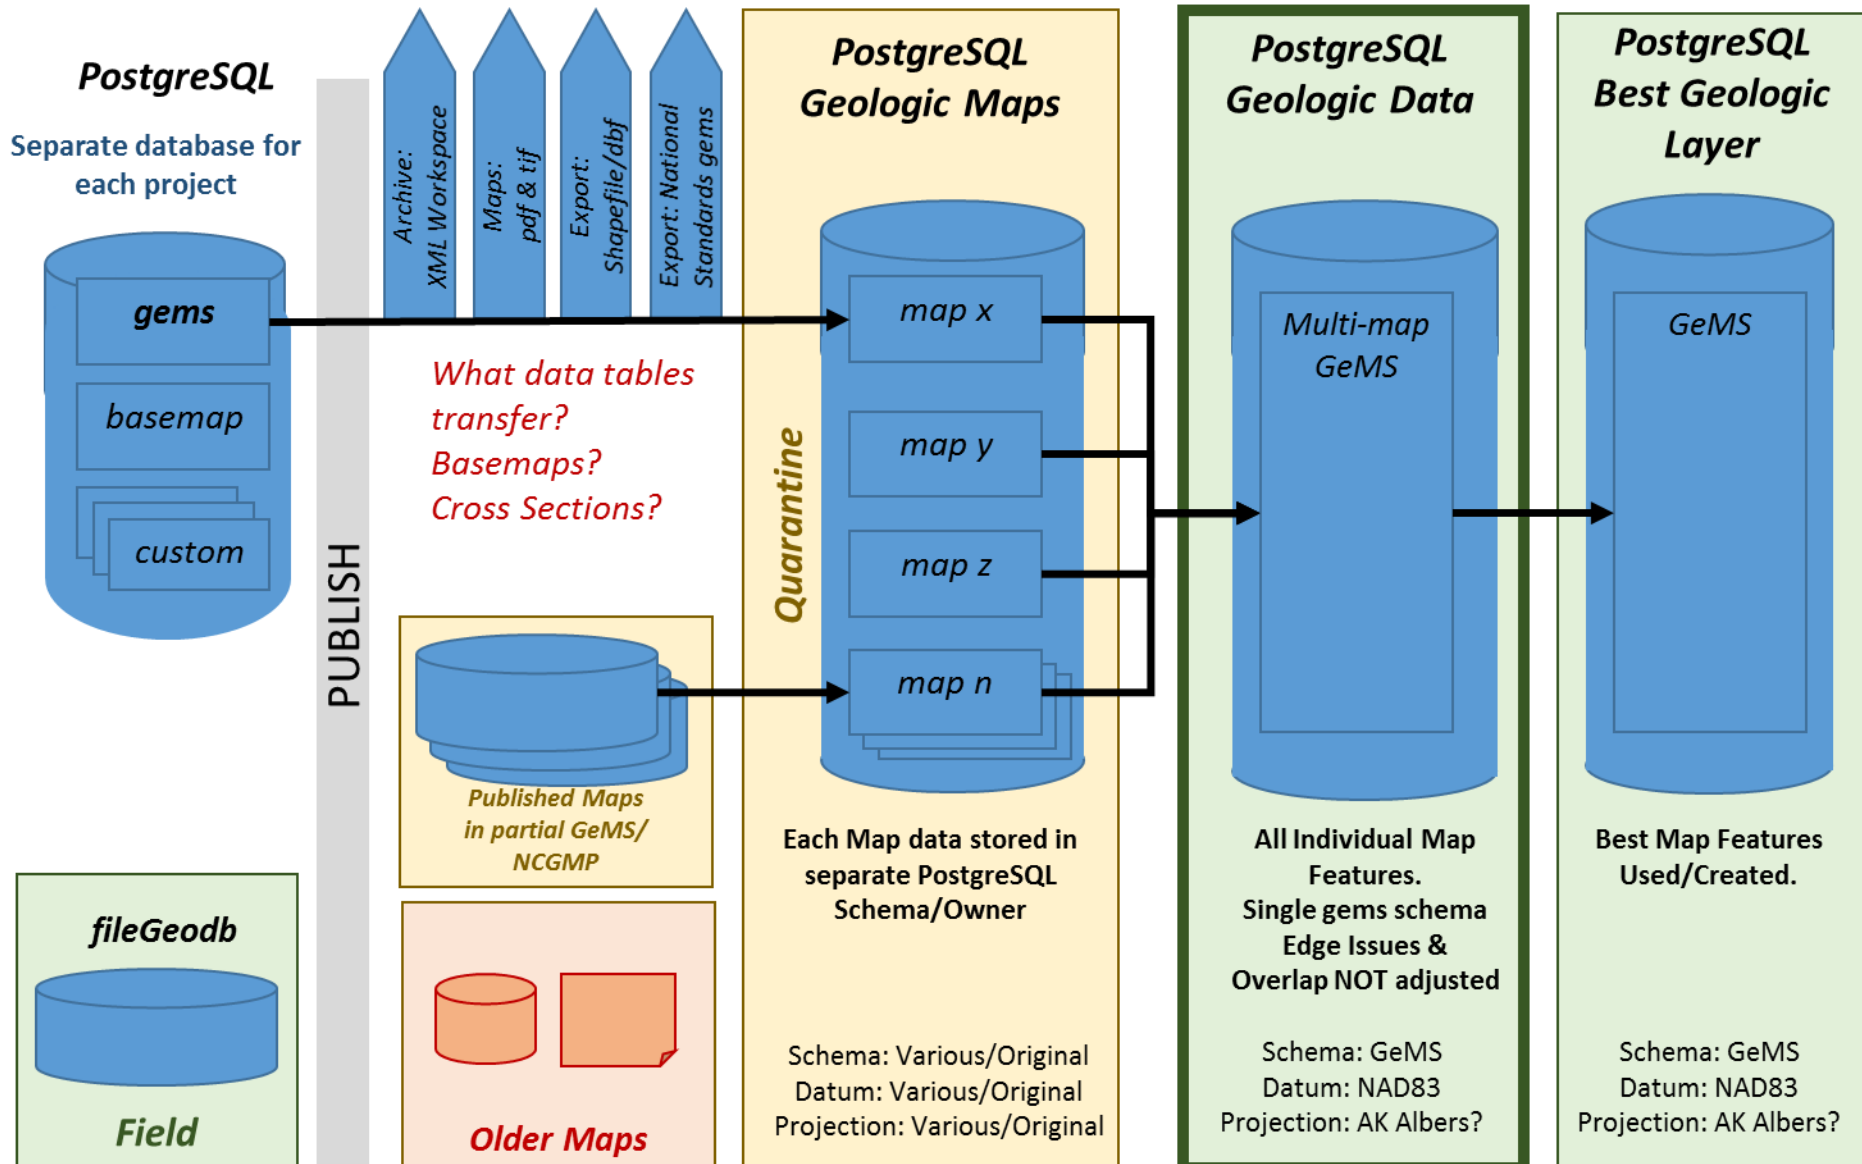 PostgreSQL
Separate database for
each project
gems
basemap
custom
fileGeodb
Field
PUBLISH
Archive:
XML Workspace
Maps:
pdf & tif
Export:
Shapefile/dbf
Export: National
Standards gems
What data tables
transfer?
Basemaps?
Cross Sections?
Published Maps
in partial GeMS/
NCGMP
Older Maps
PostgreSQL
Geologic Maps
Quarantine
map x
map y
map z
map n
Each Map data stored in
separate PostgreSQL
Schema/Owner
Schema: Various/Original
Datum: Various/Original
Projection: Various/Original
PostgreSQL
Geologic Data
Multi-map
GeMS
All Individual Map
Features.
Single gems schema
Edge Issues &
Overlap NOT adjusted
Schema: GeMS
Datum: NAD83
Projection: AK Albers?
PostgreSQL
Best Geologic
Layer
GeMS
Best Map Features
Used/Created.
Schema: GeMS
Datum: NAD83
Projection: AK Albers?